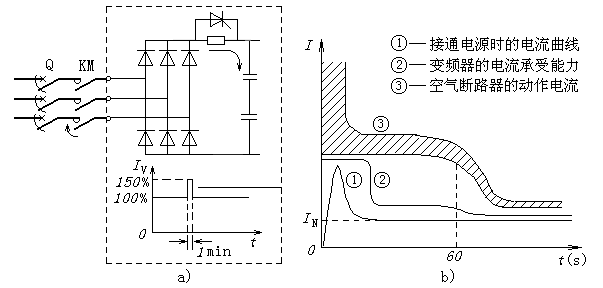 Q KM
I_V
150%
100%
0
t
1min
a)
I
①— 接通电源时的电流曲线
②— 变频器的电流承受能力
③— 空气断路器的动作电流
③
① ②
I_N
0
60
t(s)
b)